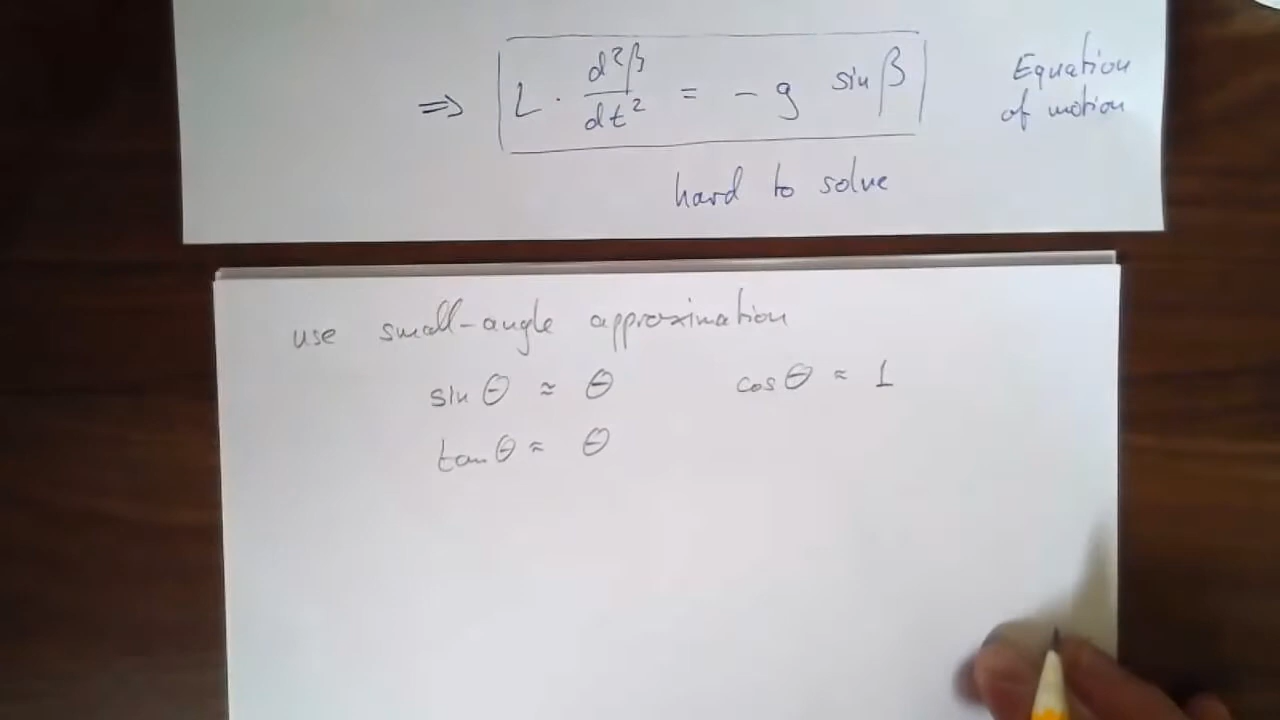 ⇒ L · d²β/dt² = - g sin β
Equation
of motion
hard to solve
use small-angle approximation
sin θ ≈ θ cos θ ≈ 1
tan θ ≈ θ